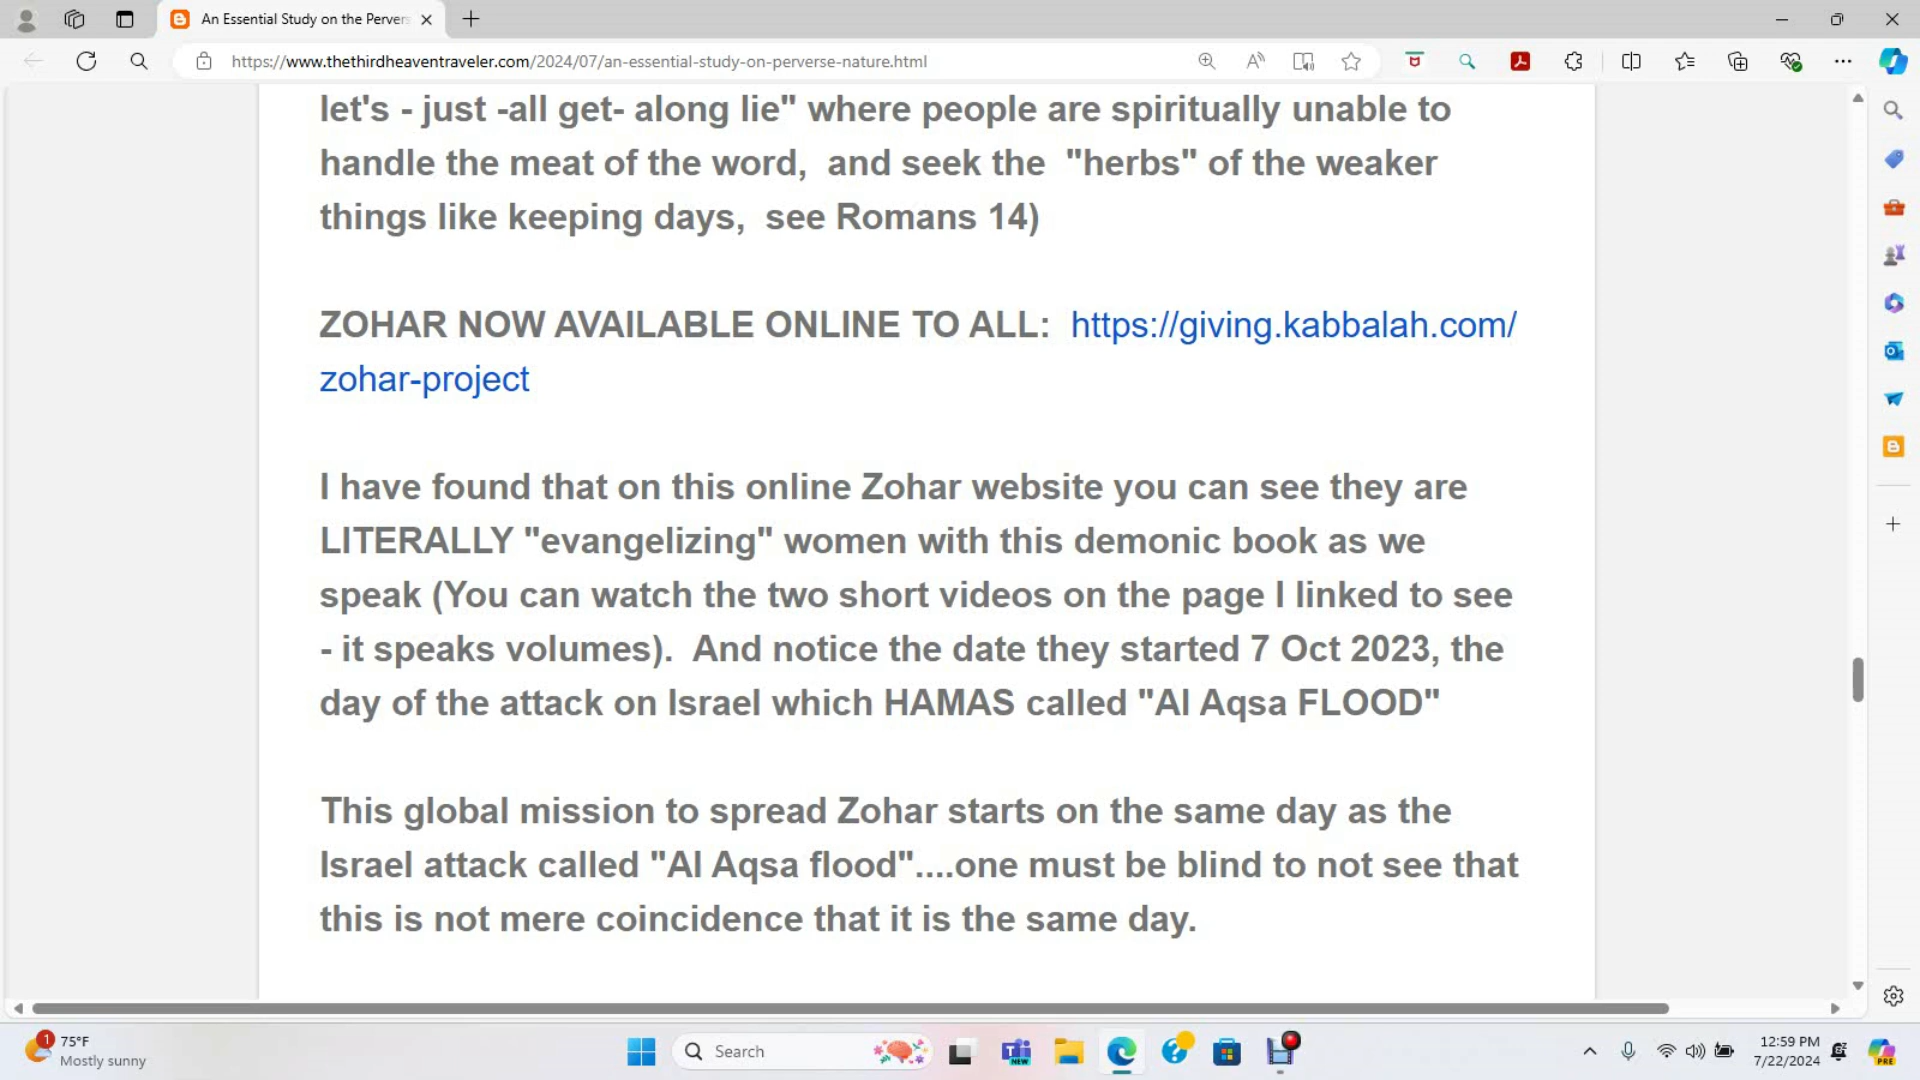 An Essential Study on the Pervers
https://www.thethirdheaventraveler.com/2024/07/an-essential-study-on-perverse-nature.html
let's - just -all get- along lie" where people are spiritually unable to
handle the meat of the word,  and seek the  "herbs" of the weaker
things like keeping days,  see Romans 14)
ZOHAR NOW AVAILABLE ONLINE TO ALL:  https://giving.kabbalah.com/
zohar-project
I have found that on this online Zohar website you can see they are
LITERALLY "evangelizing" women with this demonic book as we
speak (You can watch the two short videos on the page I linked to see
- it speaks volumes).  And notice the date they started 7 Oct 2023, the
day of the attack on Israel which HAMAS called "Al Aqsa FLOOD"
This global mission to spread Zohar starts on the same day as the
Israel attack called "Al Aqsa flood"....one must be blind to not see that
this is not mere coincidence that it is the same day.
1
75°F
Mostly sunny
Search
NEW
12:59 PM
7/22/2024
PRE